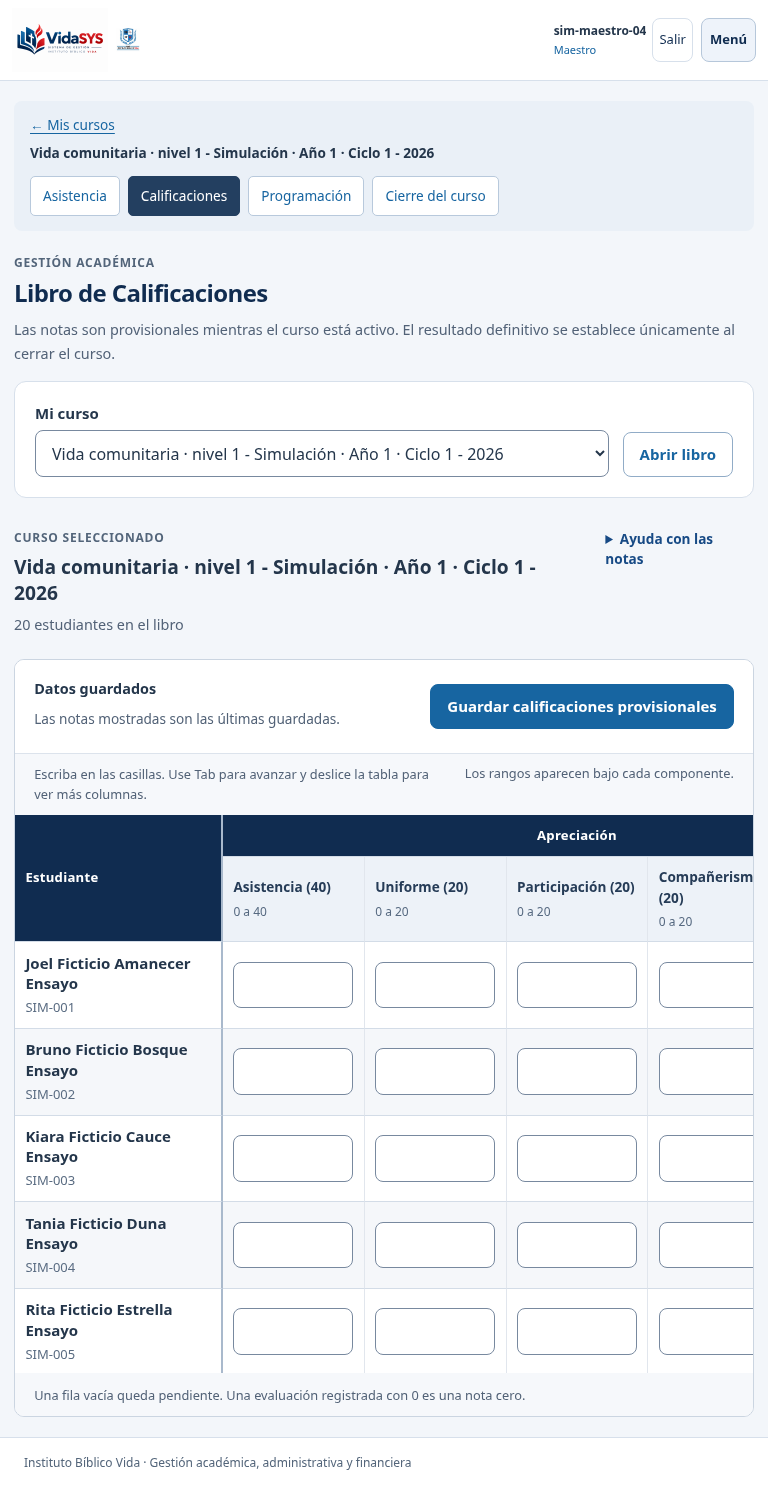 VidaSYS
sim-maestro-04
Maestro
Salir
Menú
← Mis cursos
Vida comunitaria · nivel 1 - Simulación · Año 1 · Ciclo 1 - 2026
Asistencia
Calificaciones
Programación
Cierre del curso
GESTIÓN ACADÉMICA
Libro de Calificaciones
Las notas son provisionales mientras el curso está activo. El resultado definitivo se establece únicamente al
cerrar el curso.
Mi curso
Vida comunitaria · nivel 1 - Simulación · Año 1 · Ciclo 1 - 2026
Abrir libro
CURSO SELECCIONADO
Vida comunitaria · nivel 1 - Simulación · Año 1 · Ciclo 1 -
2026
20 estudiantes en el libro
▶ Ayuda con las
notas
Datos guardados
Las notas mostradas son las últimas guardadas.
Guardar calificaciones provisionales
Escriba en las casillas. Use Tab para avanzar y deslice la tabla para
ver más columnas.
Los rangos aparecen bajo cada componente.
Estudiante
Apreciación
Asistencia (40)
0 a 40
Uniforme (20)
0 a 20
Participación (20)
0 a 20
Compañerism
(20)
0 a 20
Joel Ficticio Amanecer
Ensayo
SIM-001
Bruno Ficticio Bosque
Ensayo
SIM-002
Kiara Ficticio Cauce
Ensayo
SIM-003
Tania Ficticio Duna
Ensayo
SIM-004
Rita Ficticio Estrella
Ensayo
SIM-005
Una fila vacía queda pendiente. Una evaluación registrada con 0 es una nota cero.
Instituto Bíblico Vida · Gestión académica, administrativa y financiera